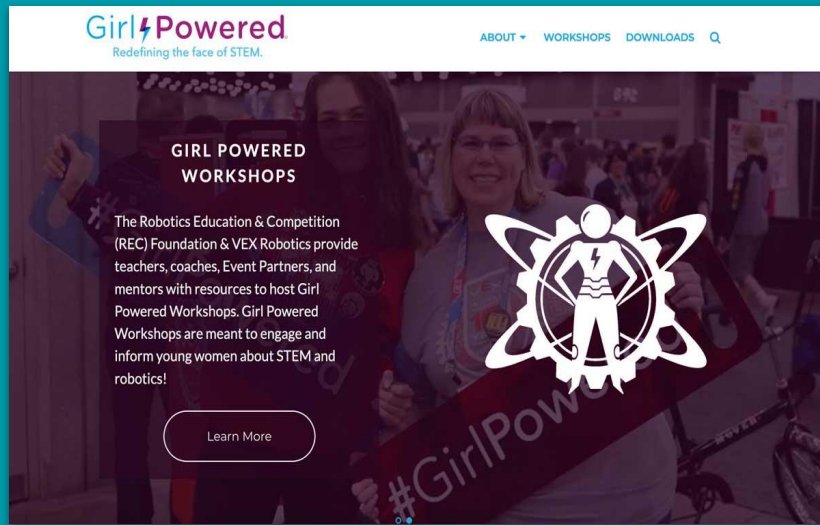 Girl Powered
Redefining the face of STEM.
ABOUT WORKSHOPS DOWNLOADS
GIRL POWERED
WORKSHOPS
The Robotics Education & Competition
(REC) Foundation & VEX Robotics provide
teachers, coaches, Event Partners, and
mentors with resources to host Girl
Powered Workshops. Girl Powered
Workshops are meant to engage and
inform young women about STEM and
robotics!
Learn More
#GirlPowered